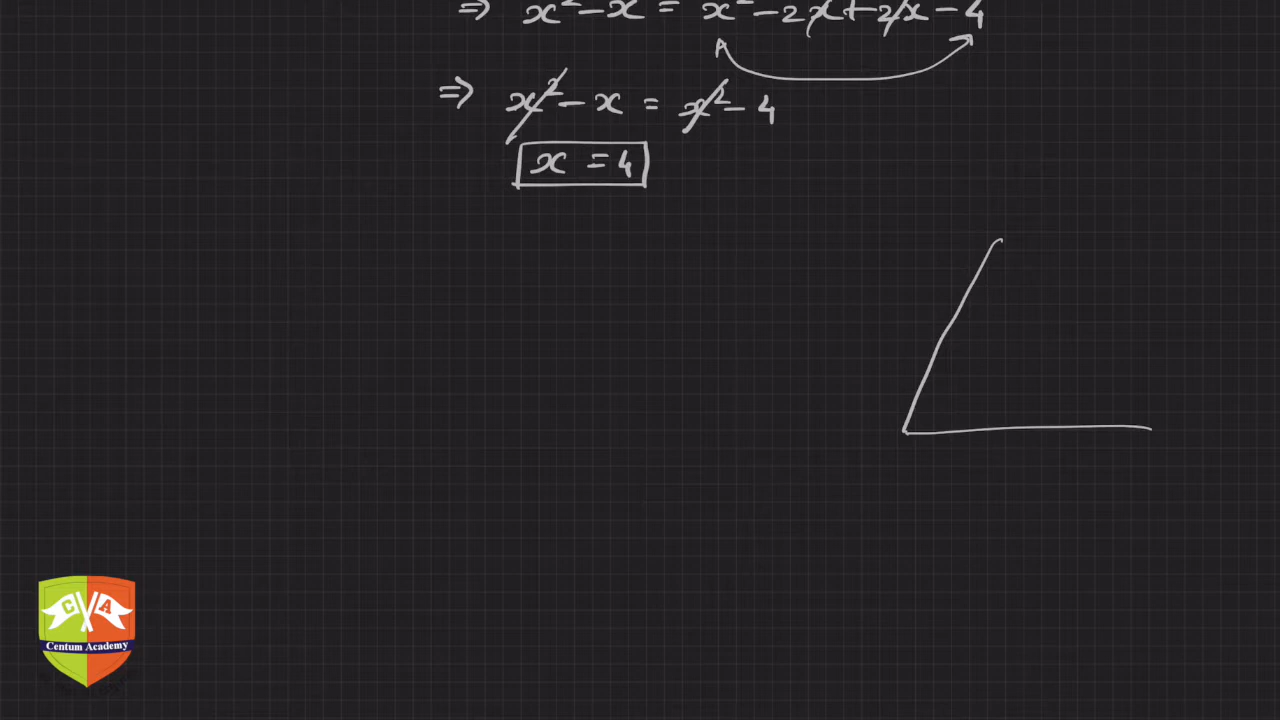 ⇒ x² - x = x² - 2x + 2x - 4
⇒ x² - x = x² - 4
x = 4
C A
Centum Academy